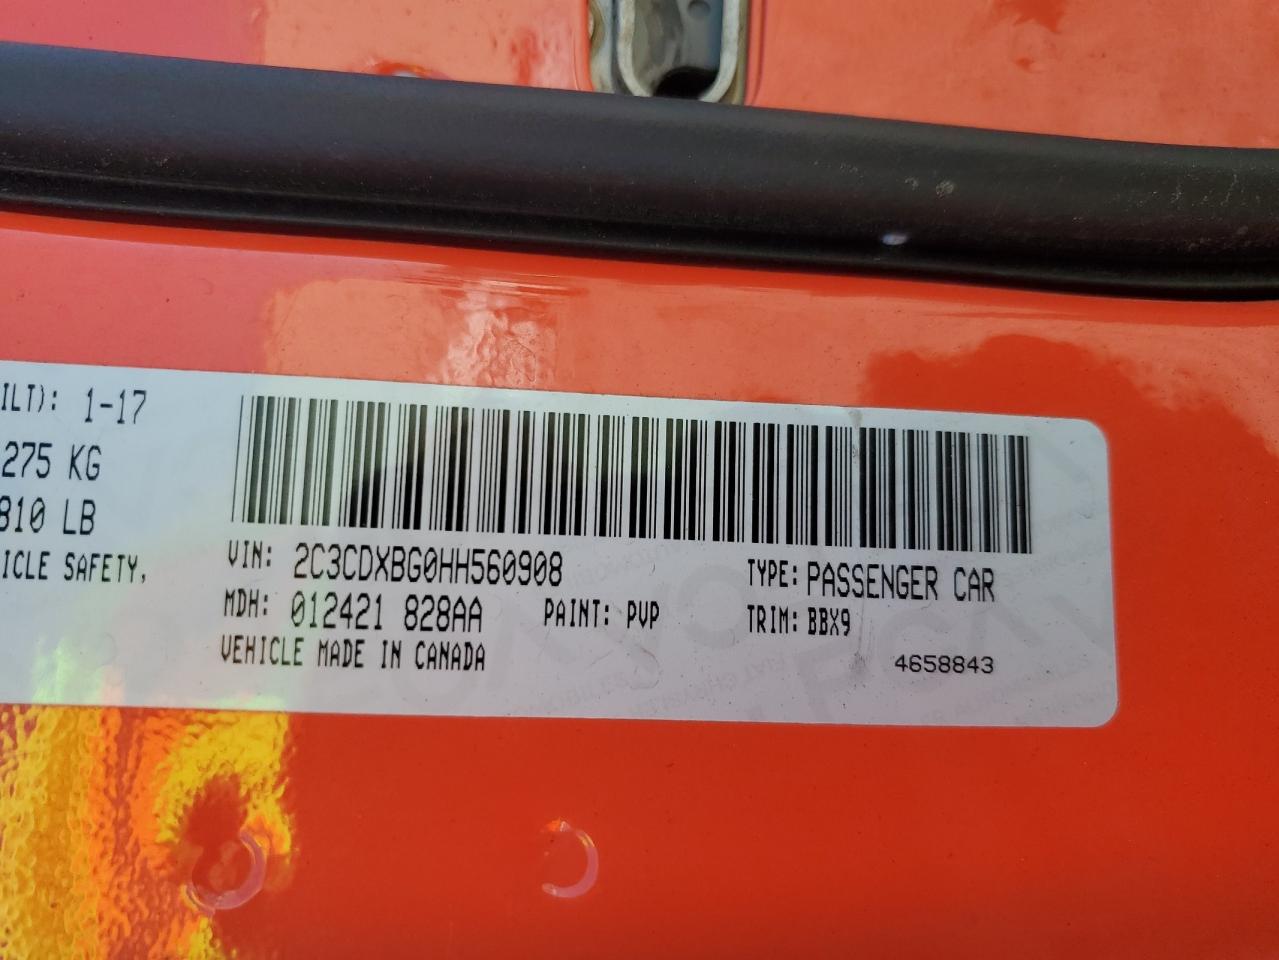 ILT): 1-17
275 KG
810 LB
ICLE SAFETY,
VIN: 2C3CDXBG0HH560908
TYPE: PASSENGER CAR
MDH: 012421 828AA PAINT: PVP TRIM: BBX9
VEHICLE MADE IN CANADA
4658843